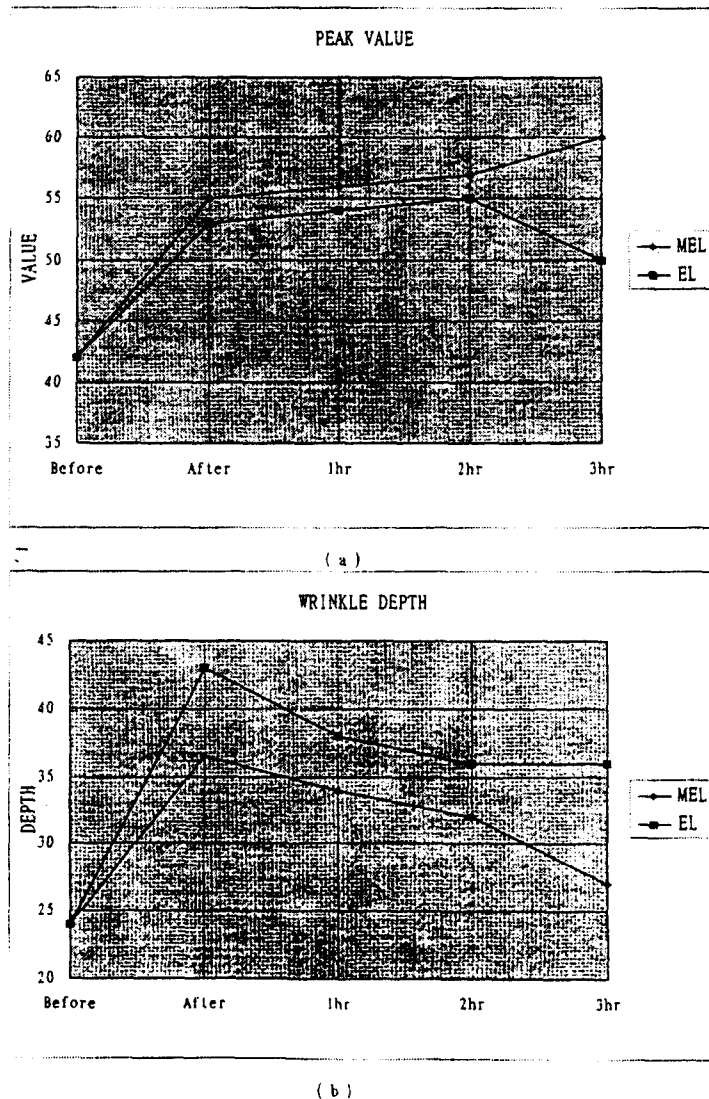 PEAK VALUE
65
60
55
50
45
40
35
VALUE
Before After 1hr 2hr 3hr
MEL
EL
( a )
WRINKLE DEPTH
45
40
35
30
24
20
DEPTH
Before After 1hr 2hr 3hr
MEL
EL
( b )